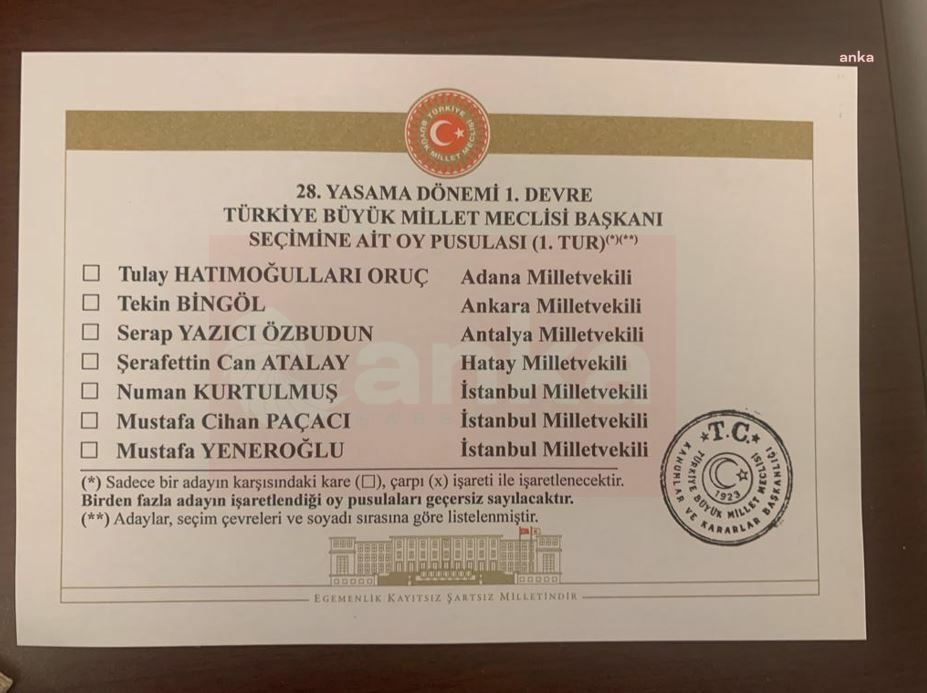 anka
TÜRKİYE BÜYÜK MİLLET MECLİSİ
28. YASAMA DÖNEMİ 1. DEVRE
TÜRKİYE BÜYÜK MİLLET MECLİSİ BAŞKANI
SEÇİMİNE AİT OY PUSULASI (1. TUR)(*)(**)
☐ Tulay HATIMOĞULLARI ORUÇ Adana Milletvekili
☐ Tekin BİNGÖL Ankara Milletvekili
☐ Serap YAZICI ÖZBUDUN Antalya Milletvekili
☐ Şerafettin Can ATALAY Hatay Milletvekili
☐ Numan KURTULMUŞ İstanbul Milletvekili
☐ Mustafa Cihan PAÇACI İstanbul Milletvekili
☐ Mustafa YENEROĞLU İstanbul Milletvekili
anka
(*) Sadece bir adayın karşısındaki kare (☐), çarpı (x) işareti ile işaretlenecektir.
Birden fazla adayın işaretlendiği oy pusulaları geçersiz sayılacaktır.
(**) Adaylar, seçim çevreleri ve soyadı sırasına göre listelenmiştir.
T.C.
TÜRKİYE BÜYÜK MİLLET MECLİSİ
KANUNLAR VE KARARLAR BAŞKANLIĞI
1923
EGEMENLİK KAYITSIZ ŞARTSIZ MİLLETİNDİR